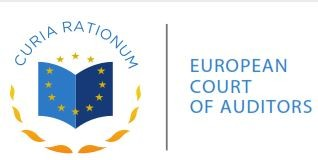 CURIA RATIONUM
EUROPEAN
COURT
OF AUDITORS